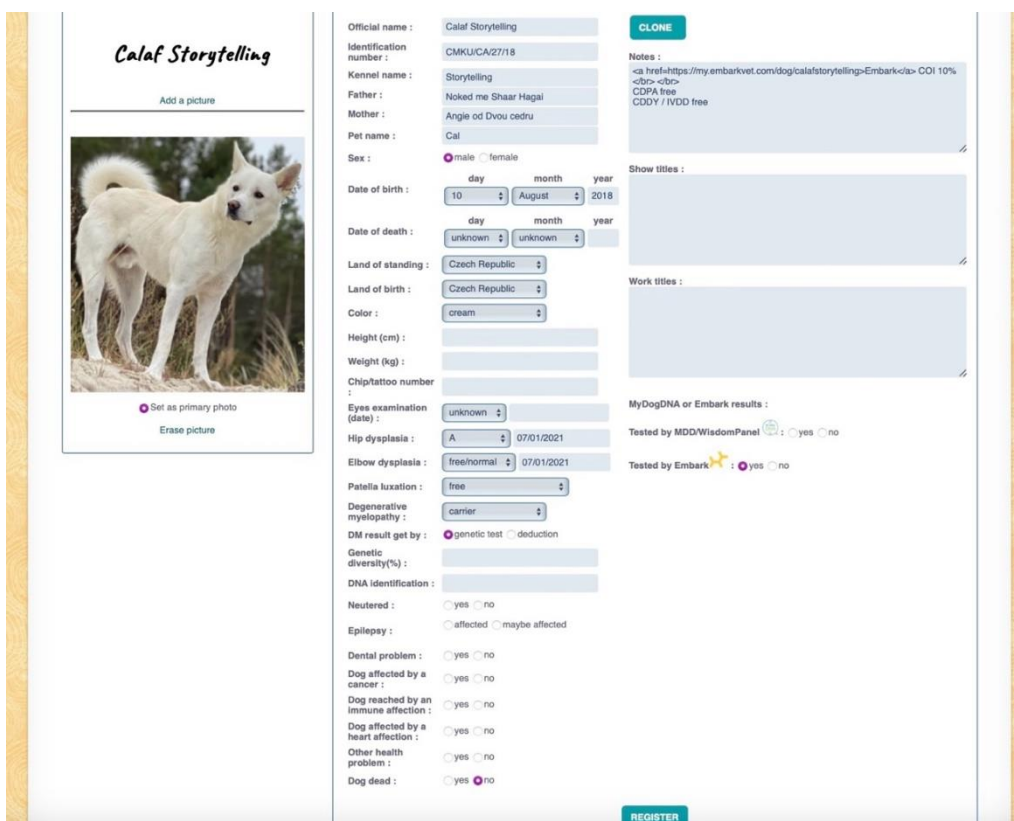 Calaf Storytelling
Add a picture
Set as primary photo
Erase picture
Official name : Calaf Storytelling
Identification
number : CMKU/CA/27/18
Kennel name : Storytelling
Father : Noked me Shaar Hagai
Mother : Angie od Dvou cedru
Pet name : Cal
Sex : male female
day month year
Date of birth : 10 August 2018
day month year
Date of death : unknown unknown
Land of standing : Czech Republic
Land of birth : Czech Republic
Color : cream
Height (cm) :
Weight (kg) :
Chip/tattoo number
:
Eyes examination
(date) : unknown
Hip dysplasia : A 07/01/2021
Elbow dysplasia : free/normal 07/01/2021
Patella luxation : free
Degenerative
myelopathy : carrier
DM result get by : genetic test deduction
Genetic
diversity(%) :
DNA identification :
Neutered : yes no
Epilepsy : affected maybe affected
Dental problem : yes no
Dog affected by a
cancer : yes no
Dog reached by an
immune affection : yes no
Dog affected by a
heart affection : yes no
Other health
problem : yes no
Dog dead : yes no
CLONE
Notes :
<a href=https://my.embarkvet.com/dog/calafstorytelling>Embark</a> COI 10%
</br> </br>
CDPA free
CDDY / IVDD free
Show titles :
Work titles :
MyDogDNA or Embark results :
Tested by MDD/WisdomPanel : yes no
Tested by Embark : yes no
REGISTER